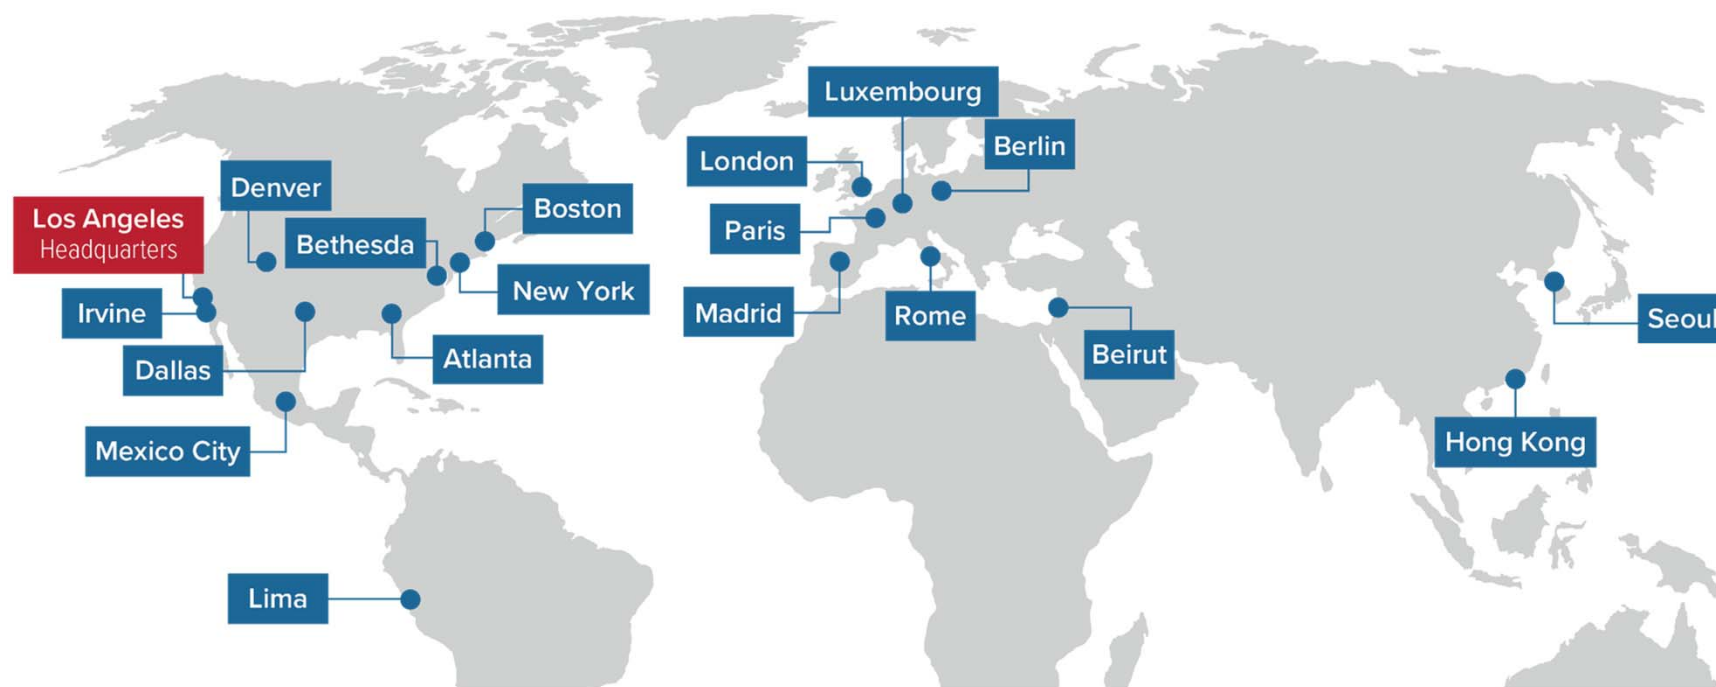 Luxembourg
Berlin
London
Denver
Boston
Los Angeles
Headquarters
Paris
Bethesda
New York
Irvine
Madrid
Rome
Seoul
Beirut
Atlanta
Dallas
Hong Kong
Mexico City
Lima